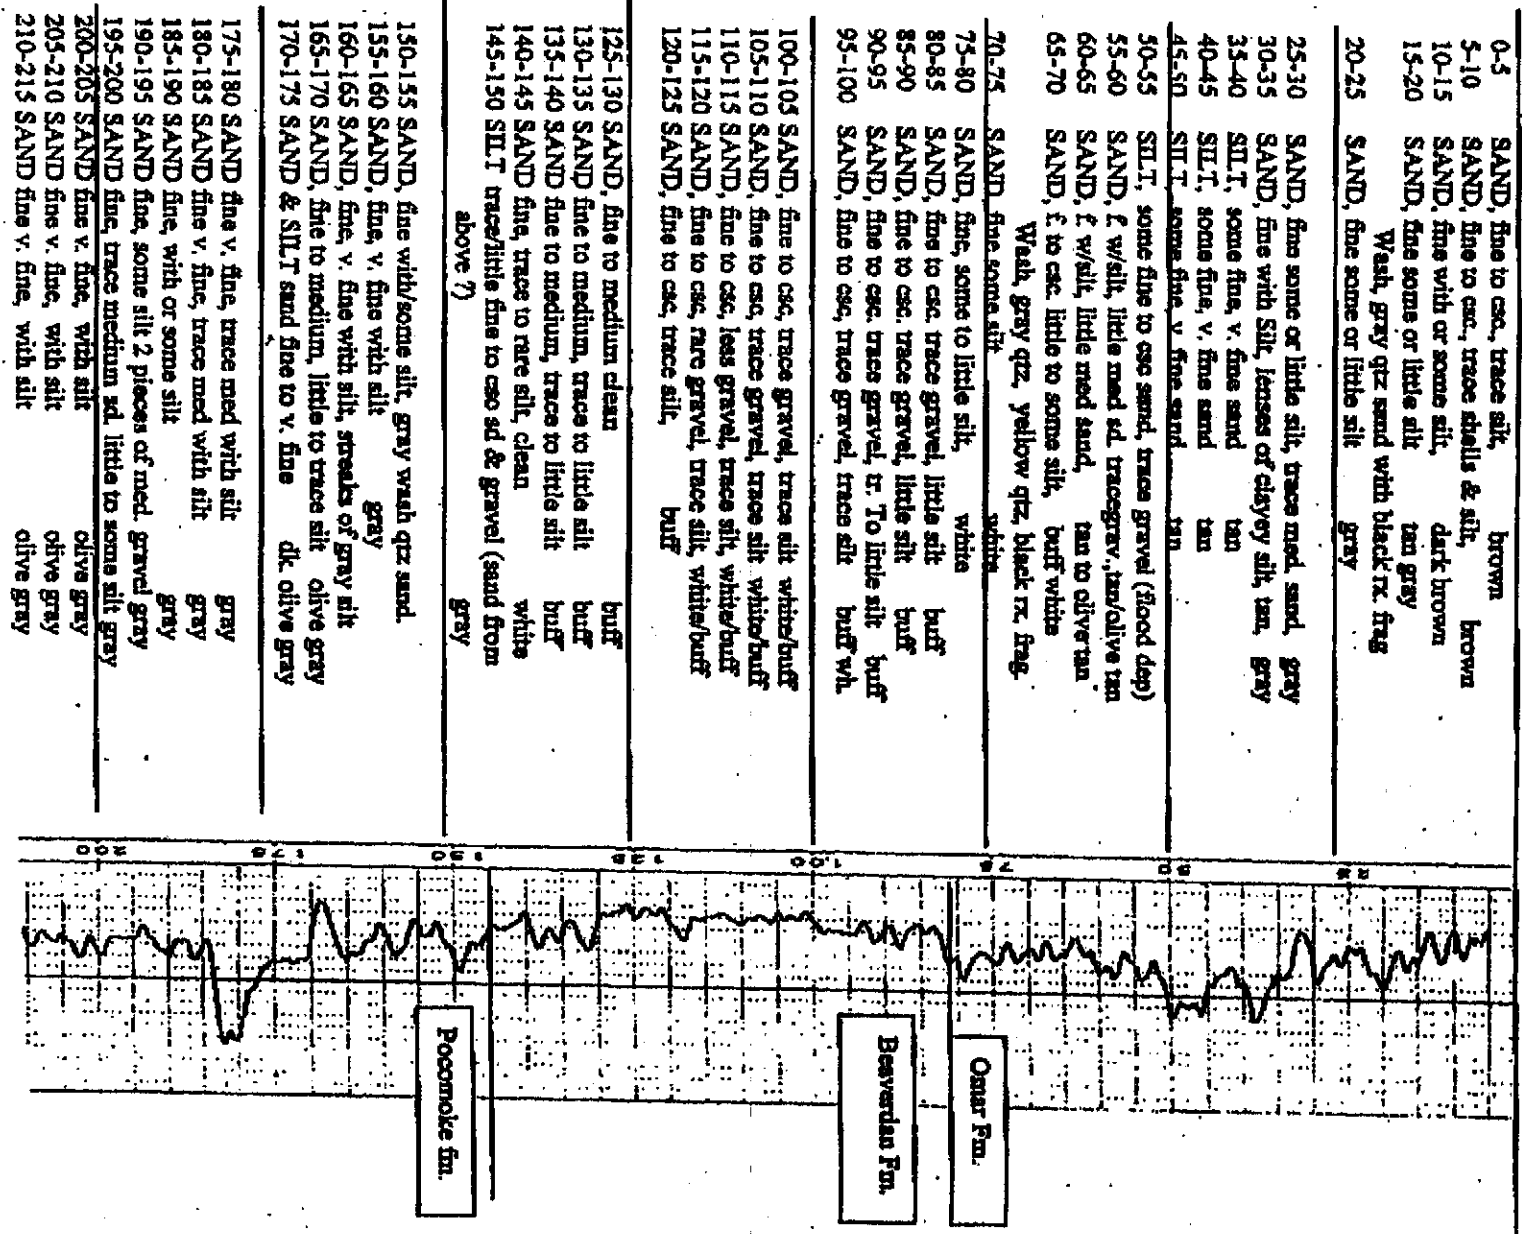 0-5 SAND, fine to csc., trace silt, brown
5-10 SAND, fine to csc., trace shells & silt, brown
10-15 SAND, fine with or some silt, dark brown
15-20 SAND, fine some or little silt tan gray
Wash, gray qtz sand with black rx. frag
20-25 SAND, fine some or little silt gray
25-30 SAND, fine some or little silt, trace med. sand, gray
30-35 SAND, fine with Silt, lenses of clayey silt, tan, gray
35-40 SILT, some fine, v. fine sand tan
40-45 SILT, some fine, v. fine sand tan
45-50 SILT, some fine, v. fine sand tan
50-55 SILT, some fine to csc sand, trace gravel (flood dep)
55-60 SAND, f. w/silt, little med sd, tracegrav.,tan/olive tan
60-65 SAND, f. w/silt, little med sand, tan to olivertan
65-70 SAND, f. to csc. little to some silt, buff white
Wash, gray qtz, yellow qtz, black rx. frag.
70-75 SAND, fine some silt white
75-80 SAND, fine, some to little silt, white
80-85 SAND, fine to csc. trace gravel, little silt buff
85-90 SAND, fine to csc. trace gravel, little silt buff
90-95 SAND, fine to csc. trace gravel, tr. To little silt buff
95-100 SAND, fine to csc, trace gravel, trace silt buff wh.
100-105 SAND, fine to csc, trace gravel, trace silt white/buff
105-110 SAND, fine to csc, trace gravel, trace silt white/buff
110-115 SAND, fine to csc, less gravel, trace silt, white/buff
115-120 SAND, fine to csc, rare gravel, trace silt, white/buff
120-125 SAND, fine to csc, trace silt, buff
125-130 SAND, fine to medium clean buff
130-135 SAND, fine to medium, trace to little silt buff
135-140 SAND fine to medium, trace to little silt buff
140-145 SAND fine, trace to rare silt, clean white
145-150 SILT trace/little fine to csc sd & gravel (sand from
above ?) gray
150-155 SAND, fine with/some silt, gray wash qtz sand.
155-160 SAND, fine, v. fine with silt gray
160-165 SAND, fine, v. fine with silt, streaks of gray silt
165-170 SAND, fine to medium, little to trace silt olive gray
170-175 SAND & SILT sand fine to v. fine dk. olive gray
175-180 SAND fine v. fine, trace med with silt gray
180-185 SAND fine v. fine, trace med with silt gray
185-190 SAND fine, with or some silt gray
190-195 SAND fine, some silt 2 pieces of med. gravel gray
195-200 SAND fine, trace medium sd. little to some silt gray
200-205 SAND fine v. fine, with silt olive gray
205-210 SAND fine v. fine, with silt olive gray
210-215 SAND fine v. fine, with silt olive gray
25
50
75
100
125
150
175
200
Omar Fm.
Beaverdan Fm.
Pocomoke fm.